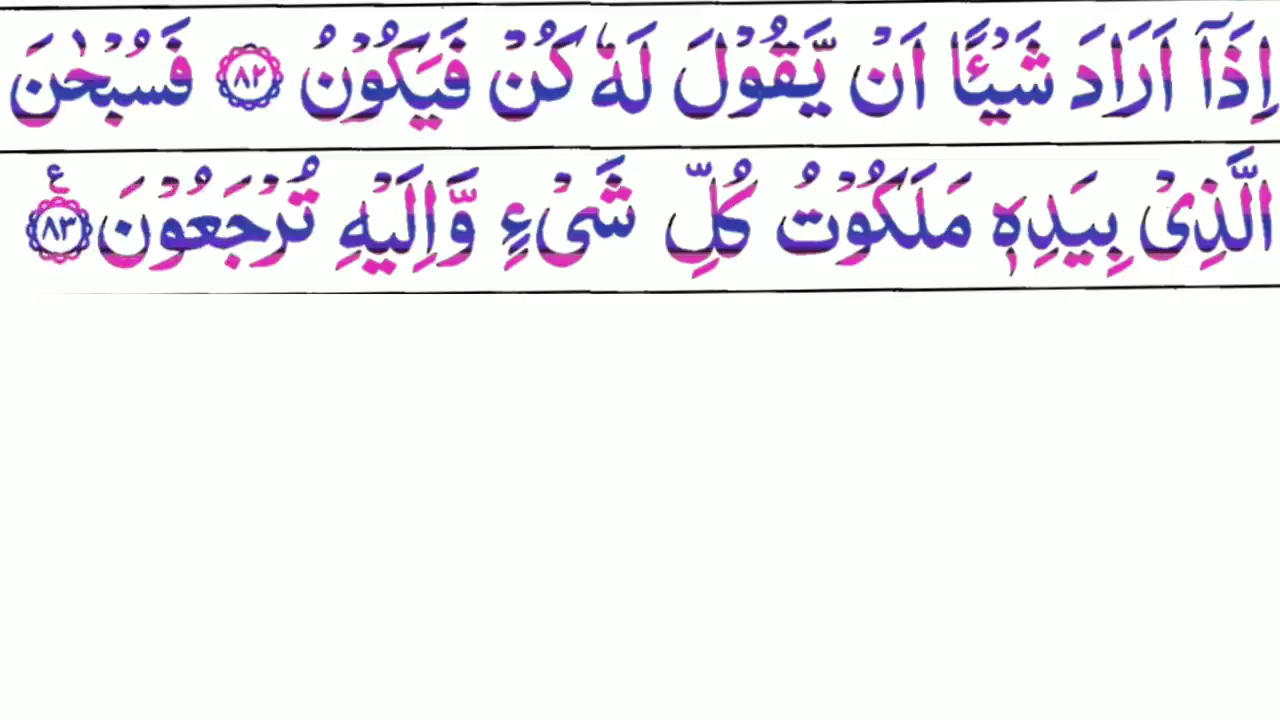 اِذَآ اَرَادَ شَيْـًٔا اَنْ يَّقُوْلَ لَهٗ كُنْ فَيَكُوْنُ ۝٨٢ فَسُبْحٰنَ
الَّذِىْ بِيَدِهٖ مَلَكُوْتُ كُلِّ شَىْءٍ وَّاِلَيْهِ تُرْجَعُوْنَ ۝٨٣ ع